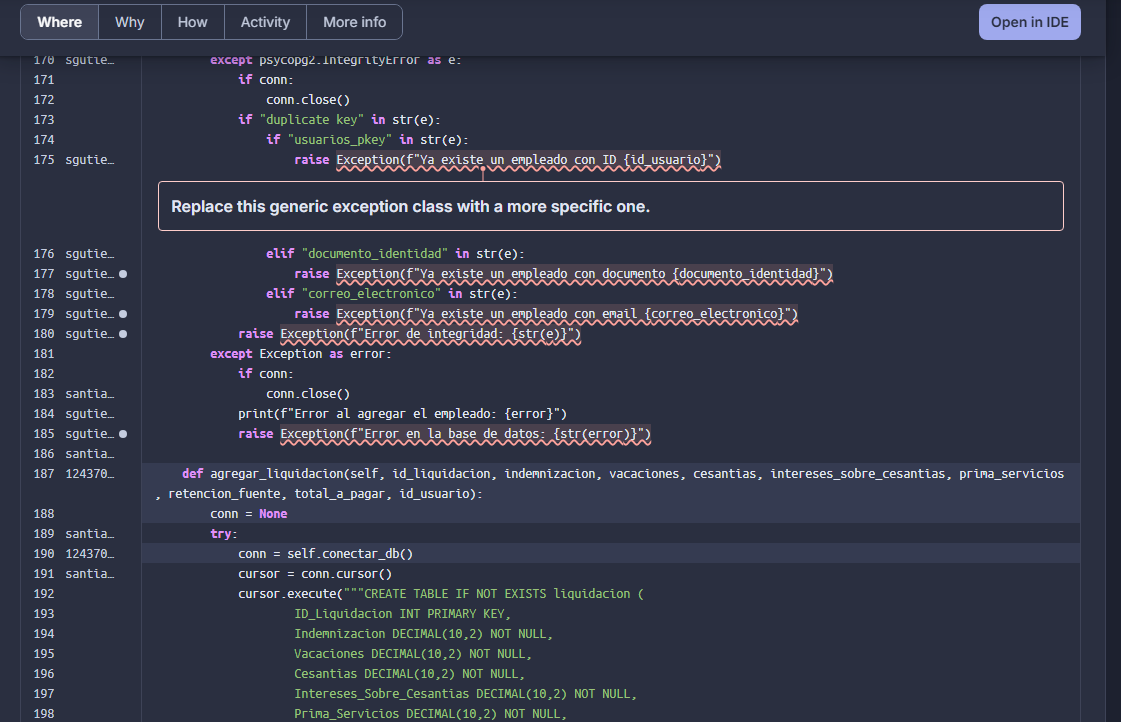 Where Why How Activity More info Open in IDE
170 sgutie… except psycopg2.IntegrityError as e:
171 if conn:
172 conn.close()
173 if "duplicate key" in str(e):
174 if "usuarios_pkey" in str(e):
175 sgutie… raise Exception(f"Ya existe un empleado con ID {id_usuario}")
Replace this generic exception class with a more specific one.
176 sgutie… elif "documento_identidad" in str(e):
177 sgutie… raise Exception(f"Ya existe un empleado con documento {documento_identidad}")
178 sgutie… elif "correo_electronico" in str(e):
179 sgutie… raise Exception(f"Ya existe un empleado con email {correo_electronico}")
180 sgutie… raise Exception(f"Error de integridad: {str(e)}")
181 except Exception as error:
182 if conn:
183 santia… conn.close()
184 sgutie… print(f"Error al agregar el empleado: {error}")
185 sgutie… raise Exception(f"Error en la base de datos: {str(error)}")
186 santia…
187 124370… def agregar_liquidacion(self, id_liquidacion, indemnizacion, vacaciones, cesantias, intereses_sobre_cesantias, prima_servicios
, retencion_fuente, total_a_pagar, id_usuario):
188 conn = None
189 santia… try:
190 124370… conn = self.conectar_db()
191 santia… cursor = conn.cursor()
192 cursor.execute("""CREATE TABLE IF NOT EXISTS liquidacion (
193 ID_Liquidacion INT PRIMARY KEY,
194 Indemnizacion DECIMAL(10,2) NOT NULL,
195 Vacaciones DECIMAL(10,2) NOT NULL,
196 Cesantias DECIMAL(10,2) NOT NULL,
197 Intereses_Sobre_Cesantias DECIMAL(10,2) NOT NULL,
198 Prima_Servicios DECIMAL(10,2) NOT NULL,